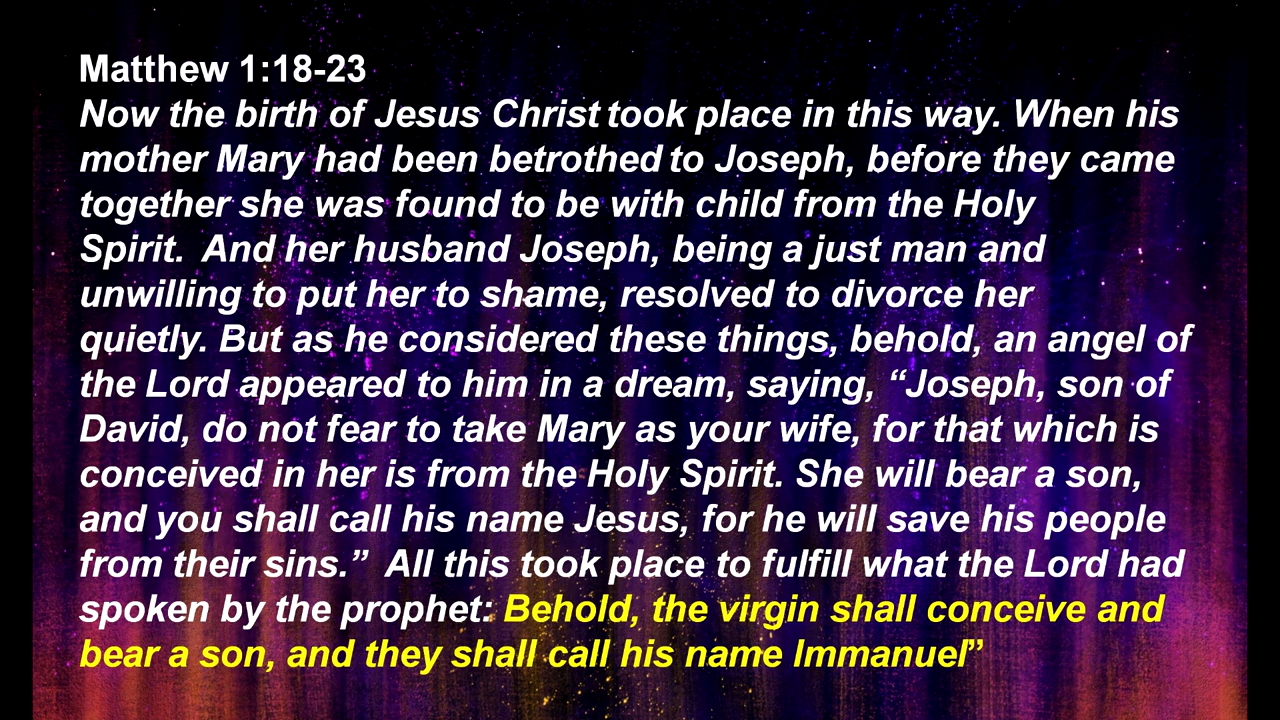 Matthew 1:18-23
Now the birth of Jesus Christ took place in this way. When his
mother Mary had been betrothed to Joseph, before they came
together she was found to be with child from the Holy
Spirit.  And her husband Joseph, being a just man and
unwilling to put her to shame, resolved to divorce her
quietly. But as he considered these things, behold, an angel of
the Lord appeared to him in a dream, saying, “Joseph, son of
David, do not fear to take Mary as your wife, for that which is
conceived in her is from the Holy Spirit. She will bear a son,
and you shall call his name Jesus, for he will save his people
from their sins.”  All this took place to fulfill what the Lord had
spoken by the prophet: Behold, the virgin shall conceive and
bear a son, and they shall call his name Immanuel”